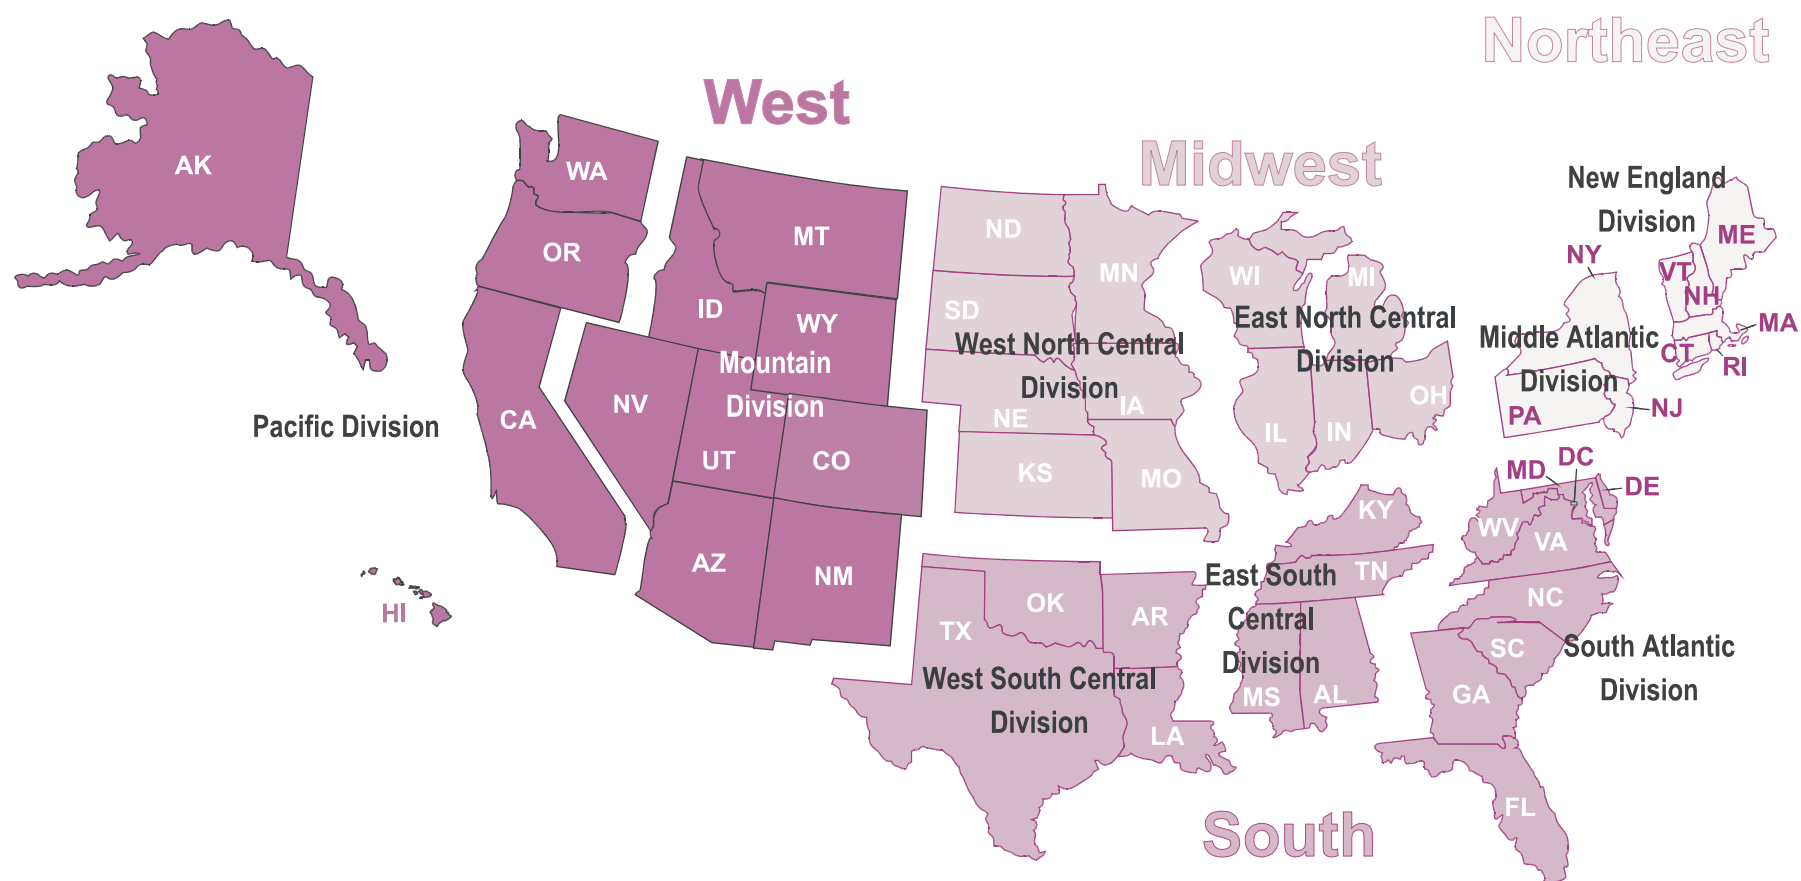 Northeast
West
Midwest
South
AK
WA
OR
CA
HI
Pacific Division
MT
ID
WY
NV
UT
CO
AZ
NM
Mountain
Division
ND
MN
SD
NE
IA
KS
MO
West North Central
Division
WI
MI
IL
IN
OH
East North Central
Division
New England
Division
ME
VT
NH
MA
CT
RI
NY
Middle Atlantic
Division
PA
NJ
OK
AR
TX
LA
West South Central
Division
KY
TN
MS
AL
East South
Central
Division
MD
DC
DE
WV
VA
NC
SC
GA
FL
South Atlantic
Division